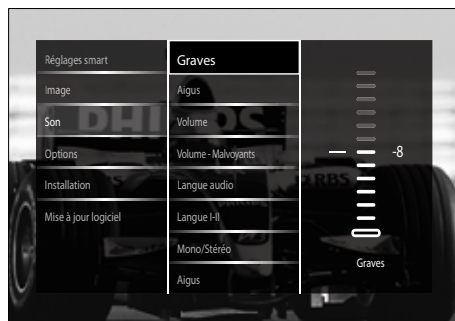 Réglages smart
Image
Son
Options
Installation
Mise à jour logiciel
Graves
Aigus
Volume
Volume - Malvoyants
Langue audio
Langue I-II
Mono/Stéréo
Aigus
-8
Graves